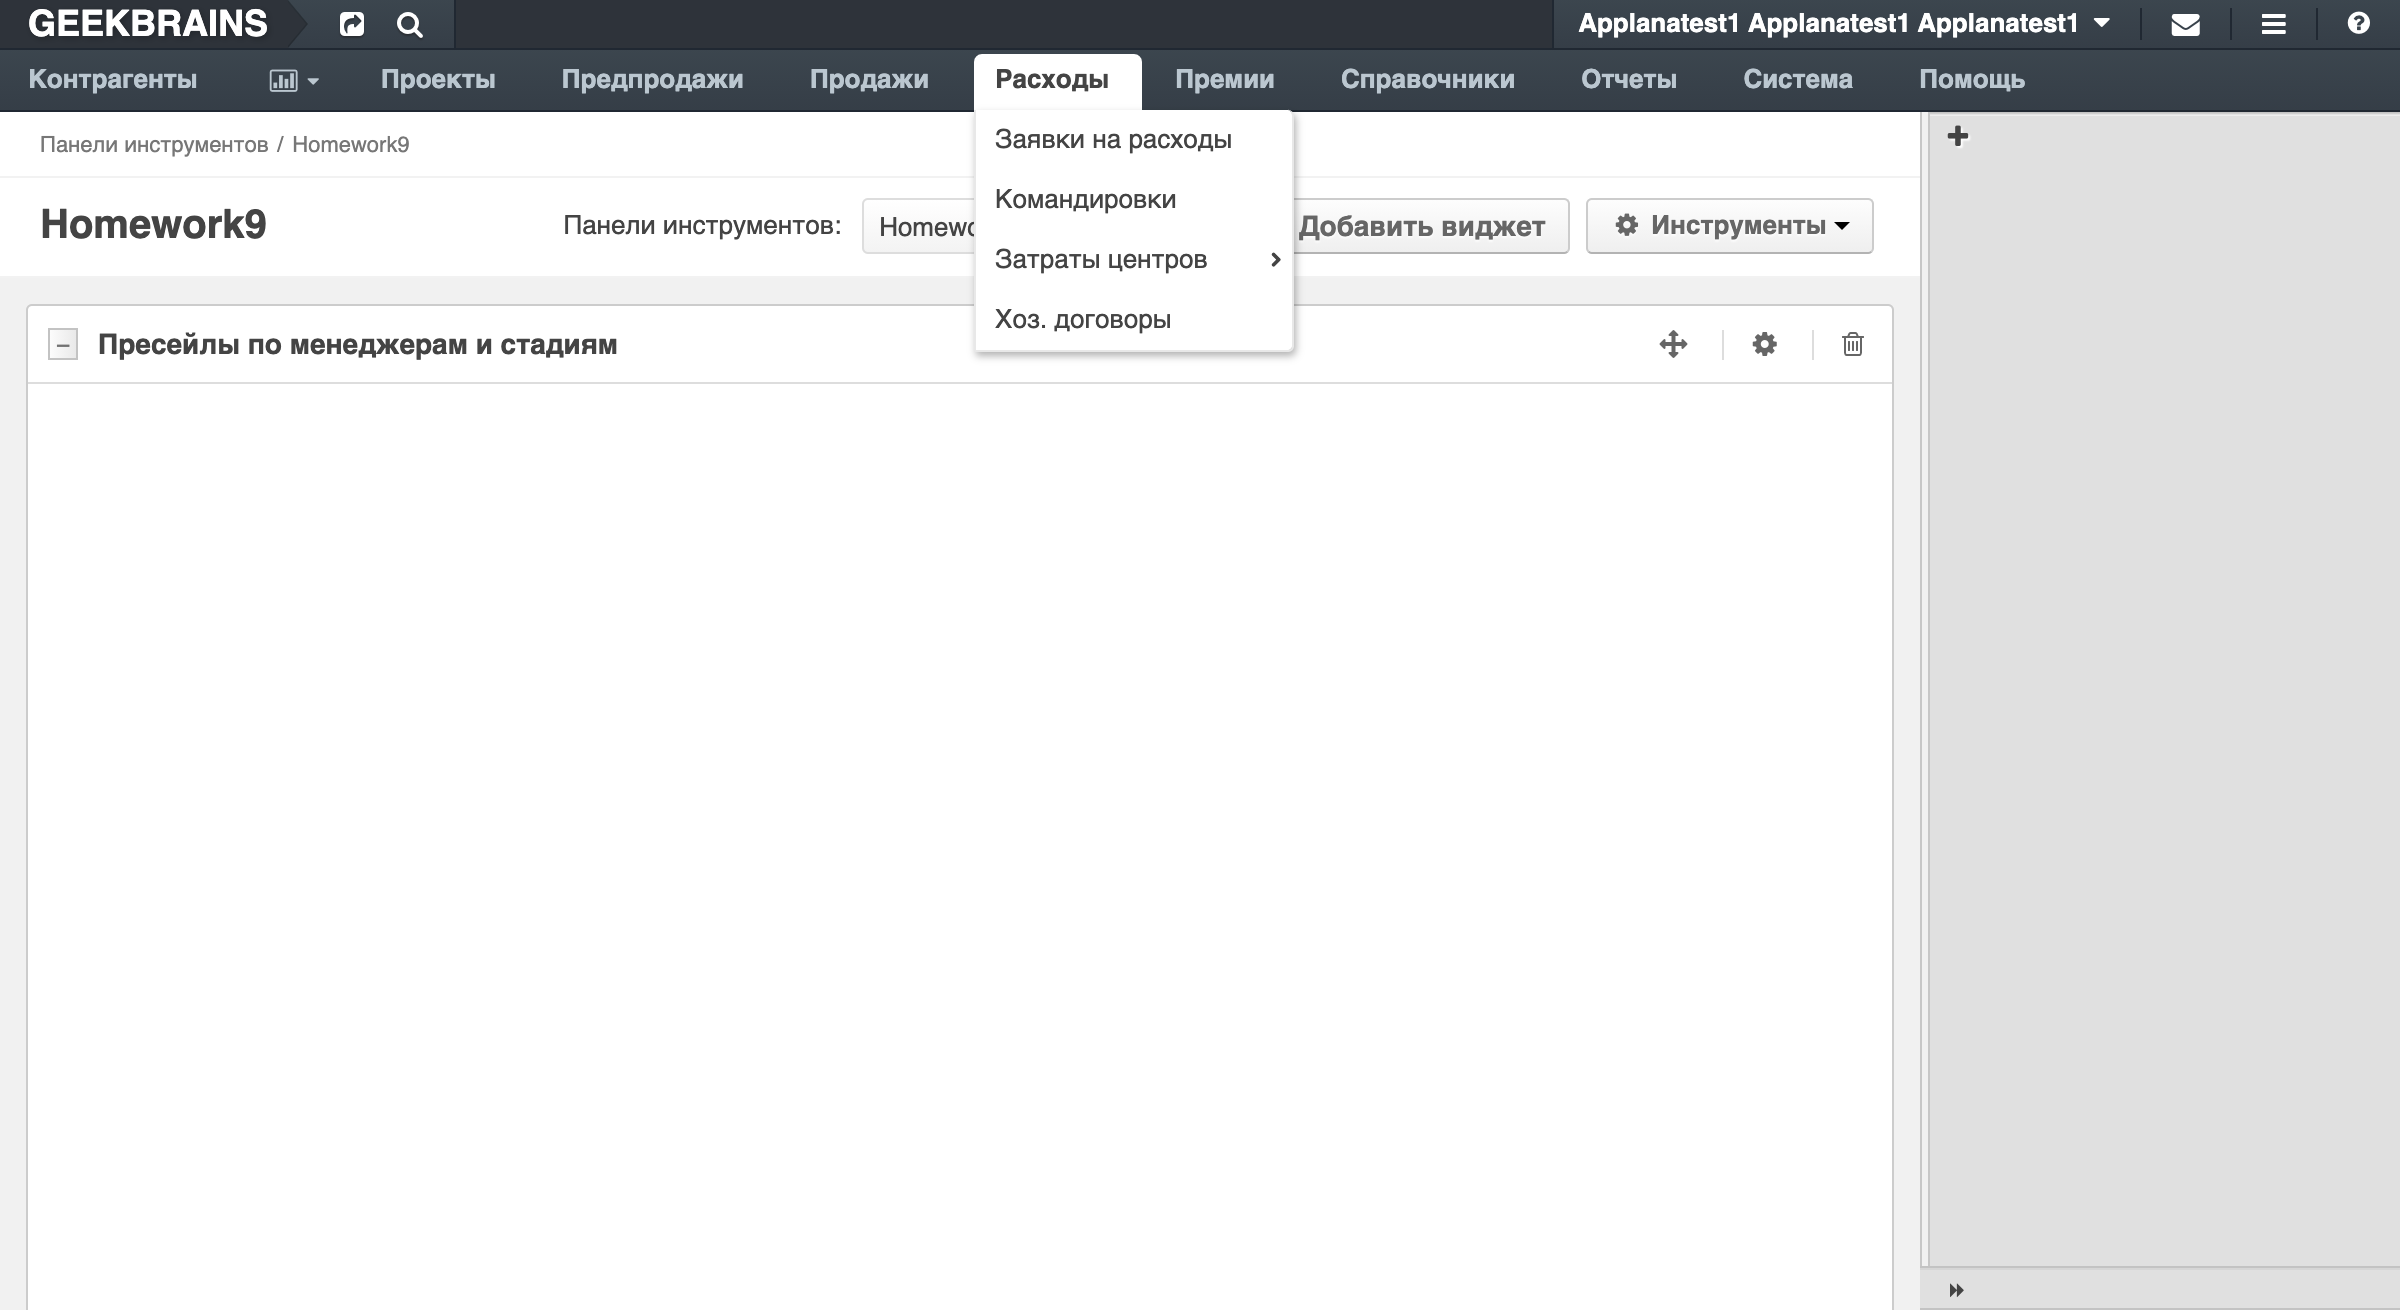 GEEKBRAINS
Applanatest1 Applanatest1 Applanatest1
Контрагенты Проекты Предпродажи Продажи Расходы Премии Справочники Отчеты Система Помощь
Заявки на расходы
Командировки
Затраты центров
Хоз. договоры
Панели инструментов / Homework9
Homework9
Панели инструментов:
Добавить виджет
Инструменты
Пресейлы по менеджерам и стадиям